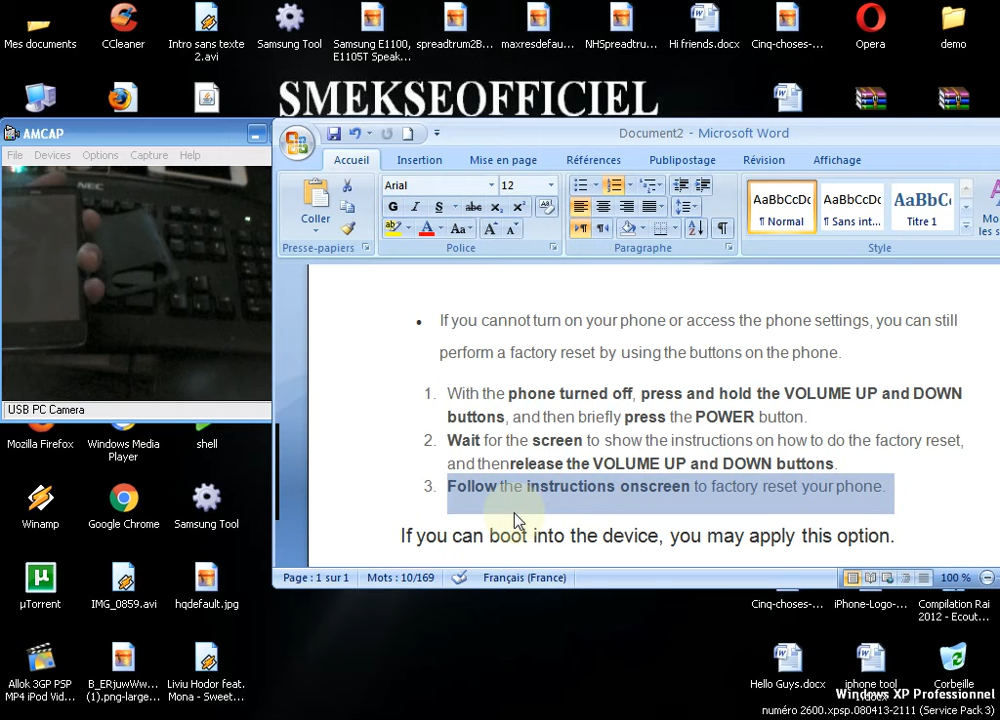 Mes documents
CCleaner
Intro sans texte
2.avi
Samsung Tool
Samsung E1100,
E1105T Speak...
spreadtrum2B...
maxresdefau...
NHSpreadtru...
Hi friends.docx
Cinq-choses-...
Opera
demo
SMEKSEOFFICIEL
AMCAP
File Devices Options Capture Help
NEC
USB PC Camera
Document2 - Microsoft Word
Accueil Insertion Mise en page Références Publipostage Révision Affichage
Coller
Arial 12
G I S abc X₂ X²
ab A Aa A A
AaBbCcDc
¶ Normal
AaBbCcDc
¶ Sans int...
AaBbC
Titre 1
Presse-papiers Police Paragraphe Style
• If you cannot turn on your phone or access the phone settings, you can still
perform a factory reset by using the buttons on the phone.
1. With the phone turned off, press and hold the VOLUME UP and DOWN
buttons, and then briefly press the POWER button.
2. Wait for the screen to show the instructions on how to do the factory reset,
and thenrelease the VOLUME UP and DOWN buttons.
3. Follow the instructions onscreen to factory reset your phone.
If you can boot into the device, you may apply this option.
Page : 1 sur 1 Mots : 10/169 Français (France) 100 %
Mozilla Firefox
Windows Media
Player
shell
Winamp
Google Chrome
Samsung Tool
µTorrent
IMG_0859.avi
hqdefault.jpg
Cinq-choses-...
iPhone-Logo-...
Compilation Rai
2012 - Ecout...
Allok 3GP PSP
MP4 iPod Vid...
B_ERjuwWw...
(1).png-large...
Liviu Hodor feat.
Mona - Sweet...
Hello Guys.docx
iphone tool
Corbeille
Windows XP Professionnel
numéro 2600.xpsp.080413-2111 (Service Pack 3)